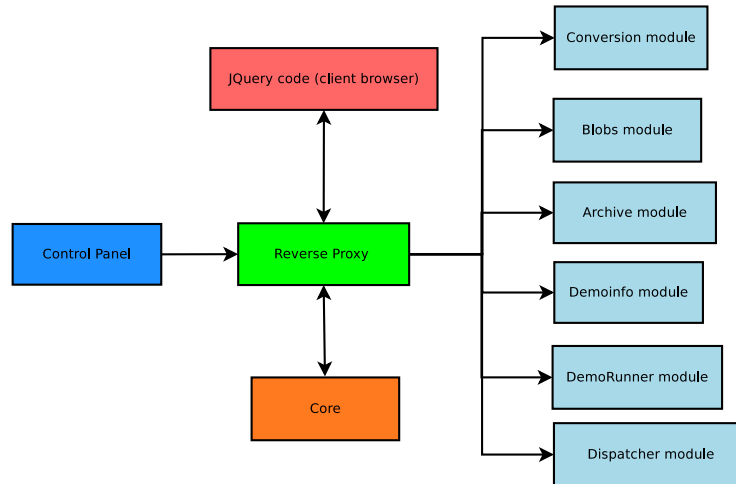 Conversion module
JQuery code (client browser)
Blobs module
Archive module
Control Panel
Reverse Proxy
Demoinfo module
DemoRunner module
Core
Dispatcher module